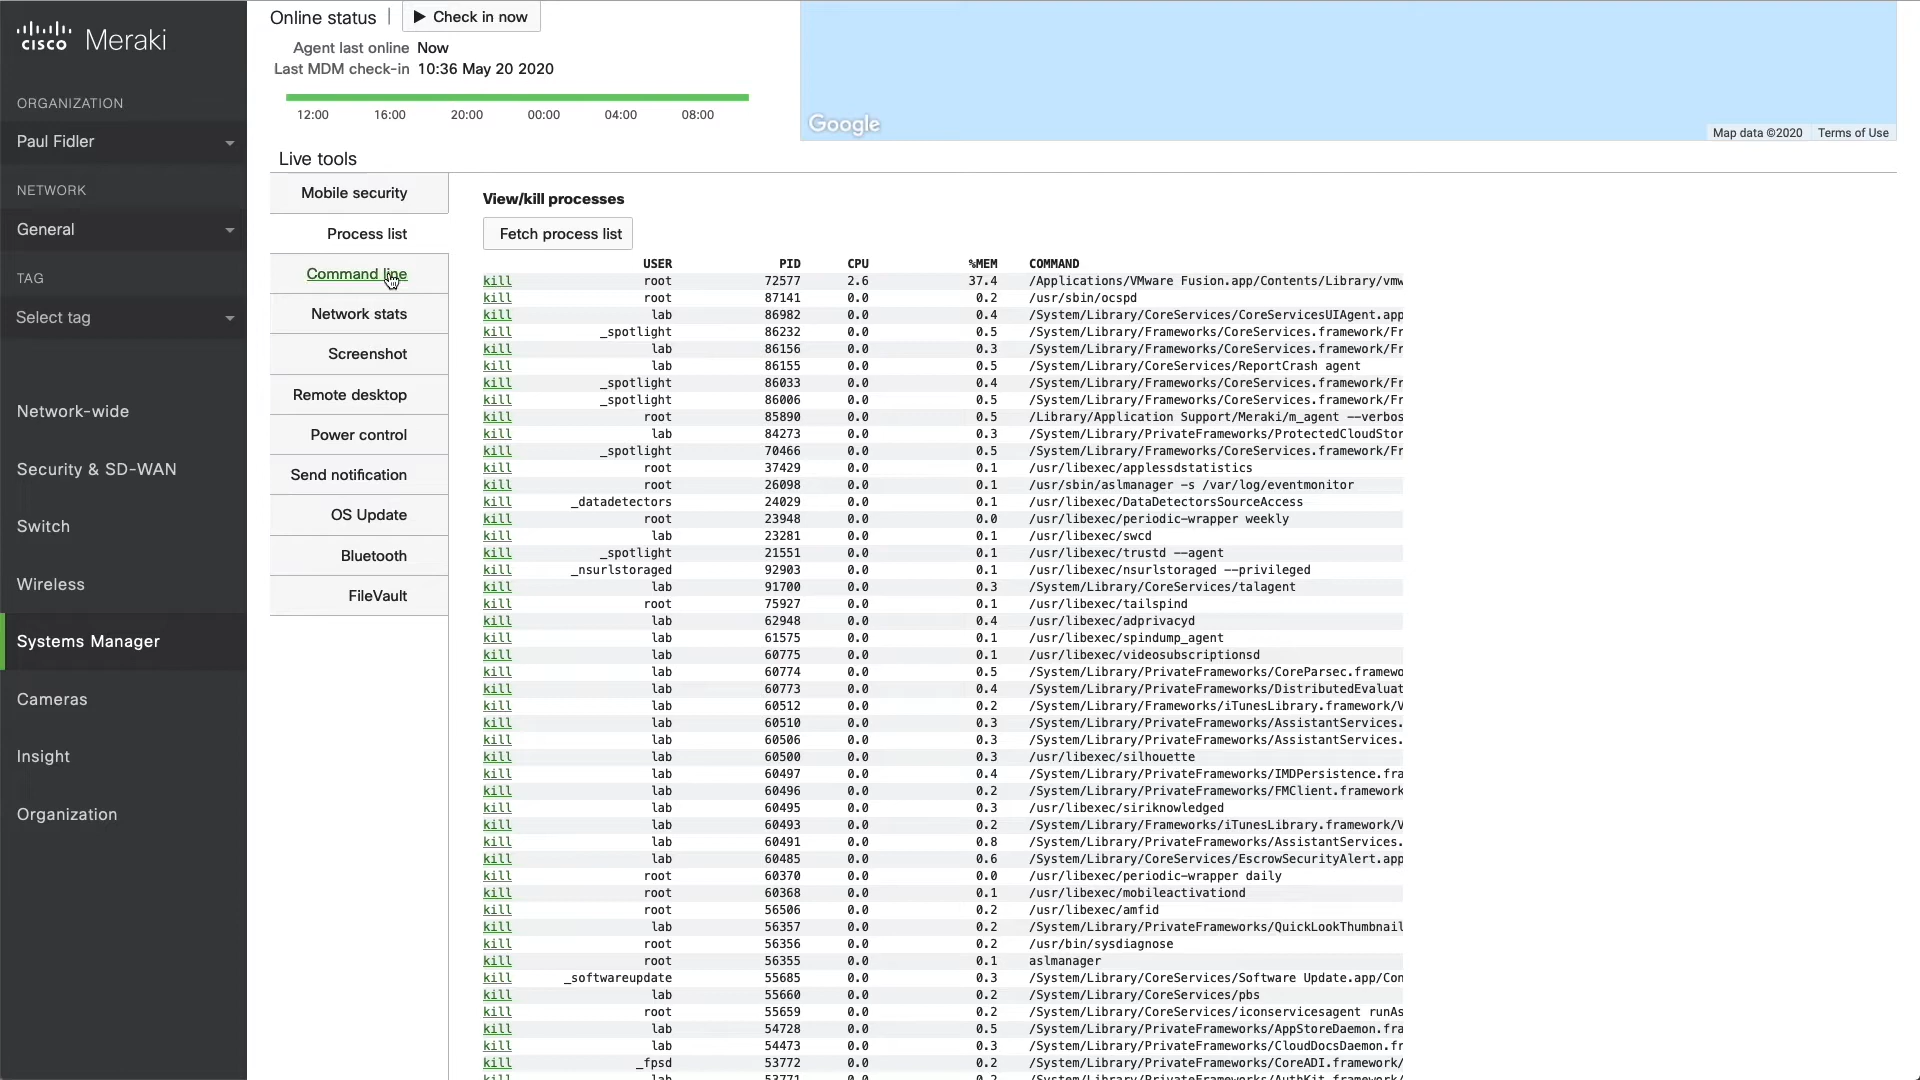 cisco Meraki
ORGANIZATION
Paul Fidler
NETWORK
General
TAG
Select tag
Network-wide
Security & SD-WAN
Switch
Wireless
Systems Manager
Cameras
Insight
Organization
Online status
Check in now
Agent last online Now
Last MDM check-in 10:36 May 20 2020
12:00 16:00 20:00 00:00 04:00 08:00
Google
Map data ©2020 Terms of Use
Live tools
Mobile security
Process list
Command line
Network stats
Screenshot
Remote desktop
Power control
Send notification
OS Update
Bluetooth
FileVault
View/kill processes
Fetch process list
USER PID CPU %MEM COMMAND
kill root 72577 2.6 37.4 /Applications/VMware Fusion.app/Contents/Library/vmw
kill root 87141 0.0 0.2 /usr/sbin/ocspd
kill lab 86982 0.0 0.4 /System/Library/CoreServices/CoreServicesUIAgent.app
kill _spotlight 86232 0.0 0.5 /System/Library/Frameworks/CoreServices.framework/Fr
kill lab 86156 0.0 0.3 /System/Library/Frameworks/CoreServices.framework/Fr
kill lab 86155 0.0 0.5 /System/Library/CoreServices/ReportCrash agent
kill _spotlight 86033 0.0 0.4 /System/Library/Frameworks/CoreServices.framework/Fr
kill _spotlight 86006 0.0 0.5 /System/Library/Frameworks/CoreServices.framework/Fr
kill root 85890 0.0 0.5 /Library/Application Support/Meraki/m_agent --verbos
kill lab 84273 0.0 0.3 /System/Library/PrivateFrameworks/ProtectedCloudStor
kill _spotlight 70466 0.0 0.5 /System/Library/Frameworks/CoreServices.framework/Fr
kill root 37429 0.0 0.1 /usr/libexec/applessdstatistics
kill root 26098 0.0 0.1 /usr/sbin/aslmanager -s /var/log/eventmonitor
kill _datadetectors 24029 0.0 0.1 /usr/libexec/DataDetectorsSourceAccess
kill root 23948 0.0 0.0 /usr/libexec/periodic-wrapper weekly
kill lab 23281 0.0 0.1 /usr/libexec/swcd
kill _spotlight 21551 0.0 0.1 /usr/libexec/trustd --agent
kill _nsurlstoraged 92903 0.0 0.1 /usr/libexec/nsurlstoraged --privileged
kill lab 91700 0.0 0.3 /System/Library/CoreServices/talagent
kill root 75927 0.0 0.1 /usr/libexec/tailspind
kill lab 62948 0.0 0.4 /usr/libexec/adprivacyd
kill lab 61575 0.0 0.1 /usr/libexec/spindump_agent
kill lab 60775 0.0 0.1 /usr/libexec/videosubscriptionsd
kill lab 60774 0.0 0.5 /System/Library/PrivateFrameworks/CoreParsec.framewo
kill lab 60773 0.0 0.4 /System/Library/PrivateFrameworks/DistributedEvaluat
kill lab 60512 0.0 0.2 /System/Library/Frameworks/iTunesLibrary.framework/V
kill lab 60510 0.0 0.3 /System/Library/PrivateFrameworks/AssistantServices.
kill lab 60506 0.0 0.3 /System/Library/PrivateFrameworks/AssistantServices.
kill lab 60500 0.0 0.3 /usr/libexec/silhouette
kill lab 60497 0.0 0.4 /System/Library/PrivateFrameworks/IMDPersistence.fra
kill lab 60496 0.0 0.2 /System/Library/PrivateFrameworks/FMClient.framework
kill lab 60495 0.0 0.3 /usr/libexec/siriknowledged
kill lab 60493 0.0 0.2 /System/Library/Frameworks/iTunesLibrary.framework/V
kill lab 60491 0.0 0.8 /System/Library/PrivateFrameworks/AssistantServices.
kill lab 60485 0.0 0.6 /System/Library/CoreServices/EscrowSecurityAlert.app
kill root 60370 0.0 0.0 /usr/libexec/periodic-wrapper daily
kill root 60368 0.0 0.1 /usr/libexec/mobileactivationd
kill root 56506 0.0 0.2 /usr/libexec/amfid
kill lab 56357 0.0 0.2 /System/Library/PrivateFrameworks/QuickLookThumbnail
kill root 56356 0.0 0.2 /usr/bin/sysdiagnose
kill root 56355 0.0 0.1 aslmanager
kill _softwareupdate 55685 0.0 0.3 /System/Library/CoreServices/Software Update.app/Con
kill lab 55660 0.0 0.2 /System/Library/CoreServices/pbs
kill root 55659 0.0 0.2 /System/Library/CoreServices/iconservicesagent runAs
kill lab 54728 0.0 0.5 /System/Library/PrivateFrameworks/AppStoreDaemon.fra
kill lab 54473 0.0 0.3 /System/Library/PrivateFrameworks/CloudDocsDaemon.fr
kill _fpsd 53772 0.0 0.2 /System/Library/PrivateFrameworks/CoreADI.framework/
kill lab 53771 0.0 0.2 /System/Library/PrivateFrameworks/AuthKit.framework/